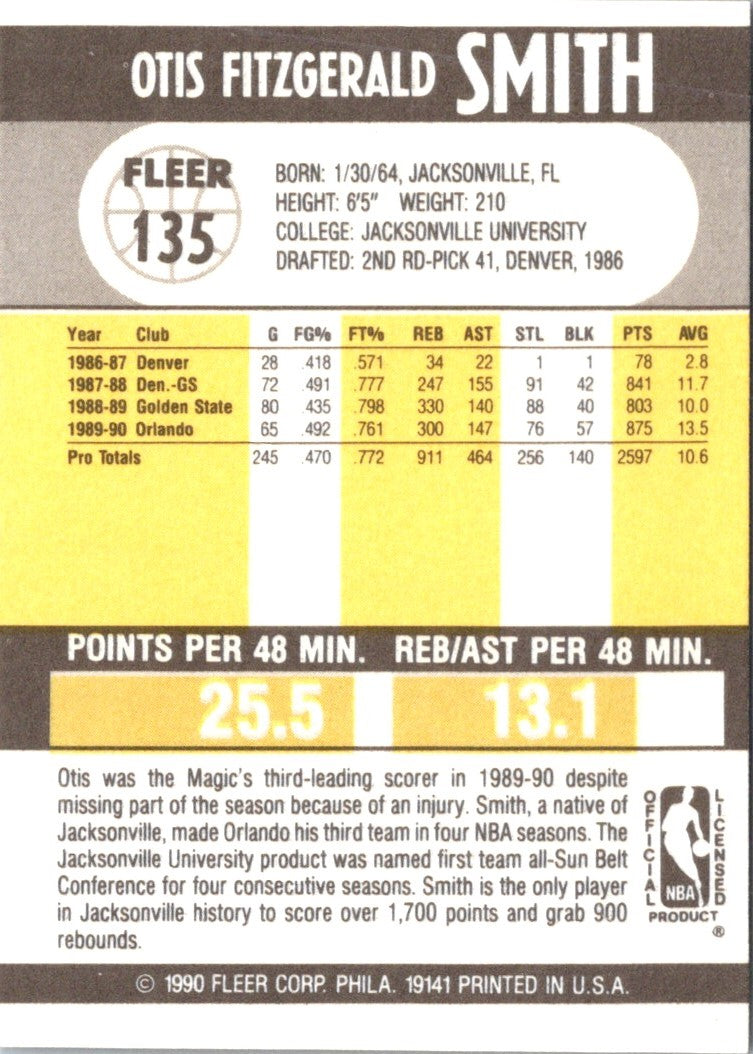 OTIS FITZGERALD SMITH
FLEER
135
BORN: 1/30/64, JACKSONVILLE, FL
HEIGHT: 6'5" WEIGHT: 210
COLLEGE: JACKSONVILLE UNIVERSITY
DRAFTED: 2ND RD-PICK 41, DENVER, 1986
Year Club G FG% FT% REB AST STL BLK PTS AVG
1986-87 Denver 28 .418 .571 34 22 1 1 78 2.8
1987-88 Den.-GS 72 .491 .777 247 155 91 42 841 11.7
1988-89 Golden State 80 .435 .798 330 140 88 40 803 10.0
1989-90 Orlando 65 .492 .761 300 147 76 57 875 13.5
Pro Totals 245 .470 .772 911 464 256 140 2597 10.6
POINTS PER 48 MIN. REB/AST PER 48 MIN.
25.5 13.1
Otis was the Magic's third-leading scorer in 1989-90 despite
missing part of the season because of an injury. Smith, a native of
Jacksonville, made Orlando his third team in four NBA seasons. The
Jacksonville University product was named first team all-Sun Belt
Conference for four consecutive seasons. Smith is the only player
in Jacksonville history to score over 1,700 points and grab 900
rebounds.
OFFICIAL
NBA
LICENSED
PRODUCT
®
© 1990 FLEER CORP. PHILA. 19141 PRINTED IN U.S.A.